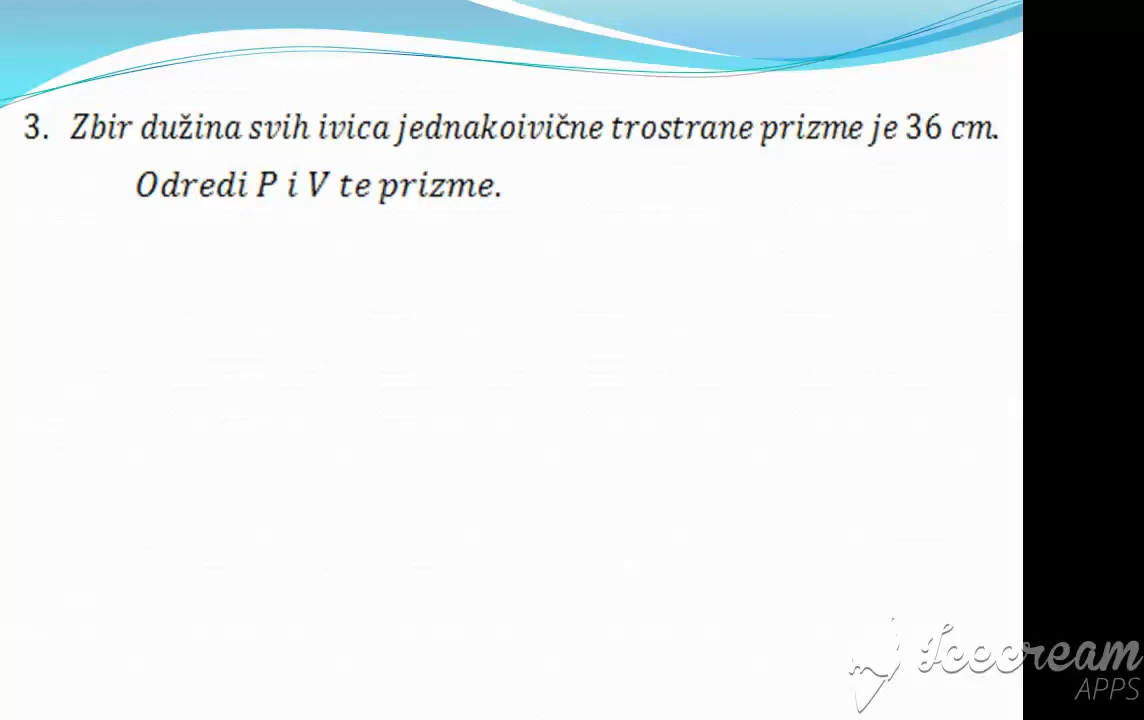 3. Zbir dužina svih ivica jednakoivične trostrane prizme je 36 cm.
Odredi P i V te prizme.
Icecream
APPS